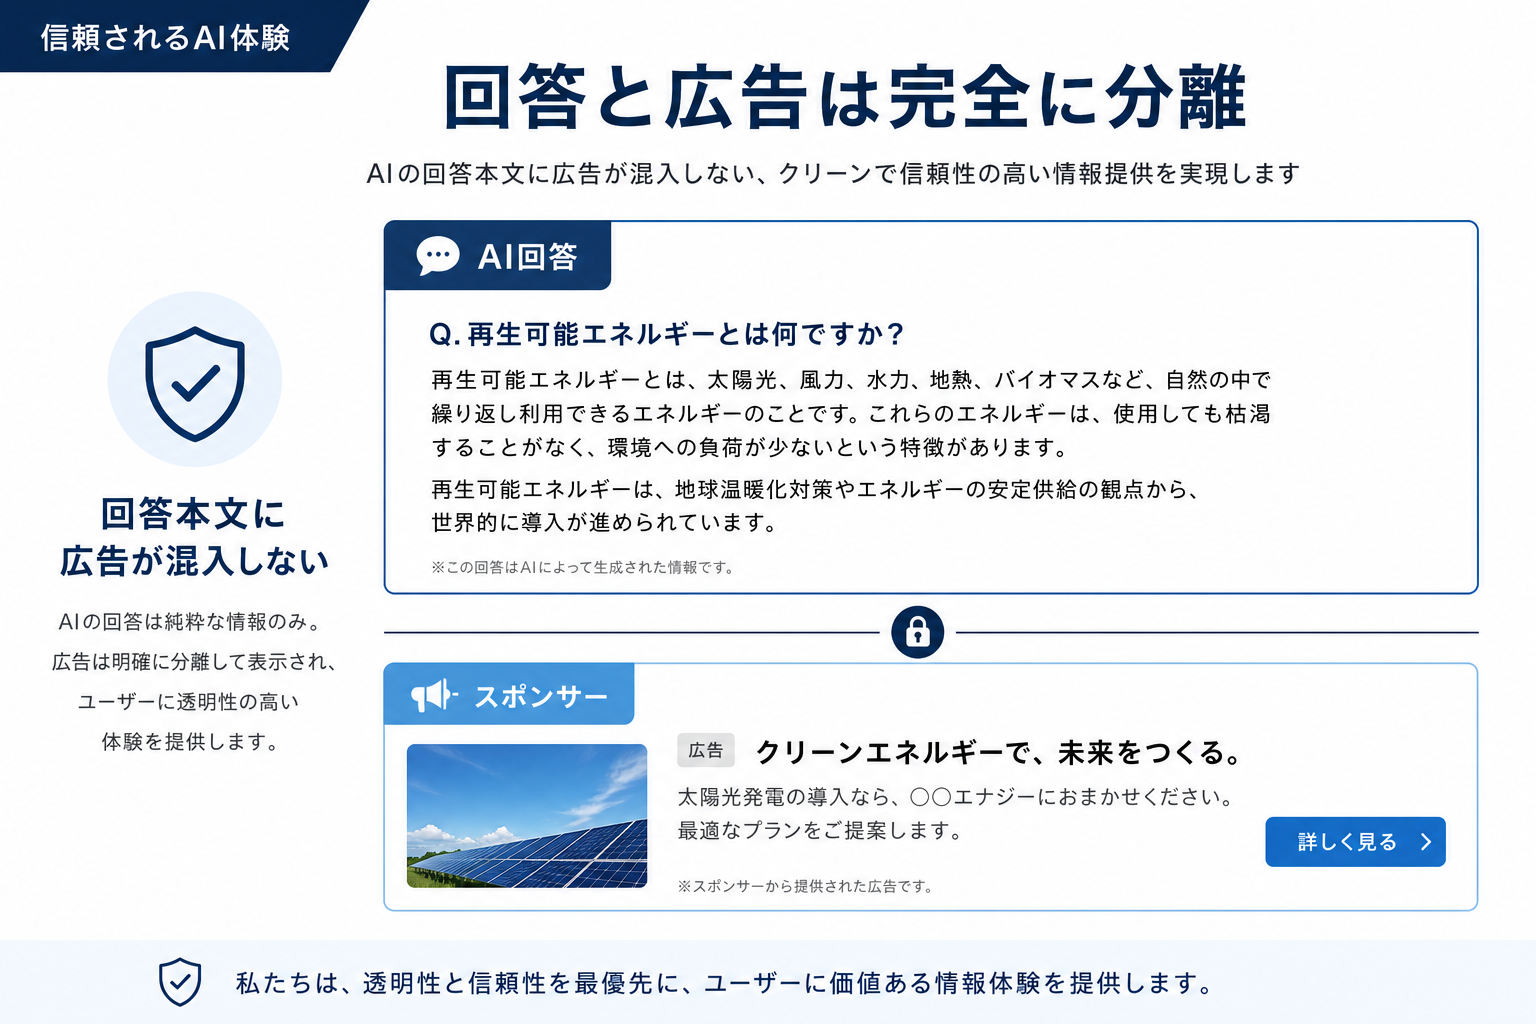 信頼されるAI体験
回答と広告は完全に分離
AIの回答本文に広告が混入しない、クリーンで信頼性の高い情報提供を実現します
回答本文に
広告が混入しない
AIの回答は純粋な情報のみ。
広告は明確に分離して表示され、
ユーザーに透明性の高い
体験を提供します。
AI回答
Q. 再生可能エネルギーとは何ですか？
再生可能エネルギーとは、太陽光、風力、水力、地熱、バイオマスなど、自然の中で
繰り返し利用できるエネルギーのことです。これらのエネルギーは、使用しても枯渇
することがなく、環境への負荷が少ないという特徴があります。
再生可能エネルギーは、地球温暖化対策やエネルギーの安定供給の観点から、
世界的に導入が進められています。
※この回答はAIによって生成された情報です。
スポンサー
広告 クリーンエネルギーで、未来をつくる。
太陽光発電の導入なら、〇〇エナジーにおまかせください。
最適なプランをご提案します。
詳しく見る
※スポンサーから提供された広告です。
私たちは、透明性と信頼性を最優先に、ユーザーに価値ある情報体験を提供します。